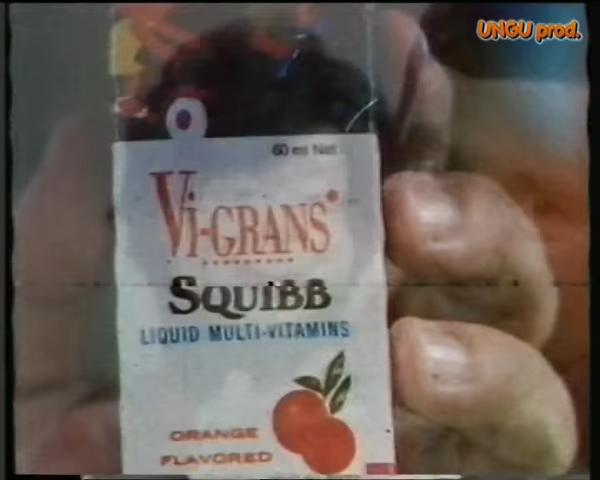 UNGU prod.
60 ml Net
VI-GRANS®
SQUIBB
LIQUID MULTI-VITAMINS
ORANGE
FLAVORED